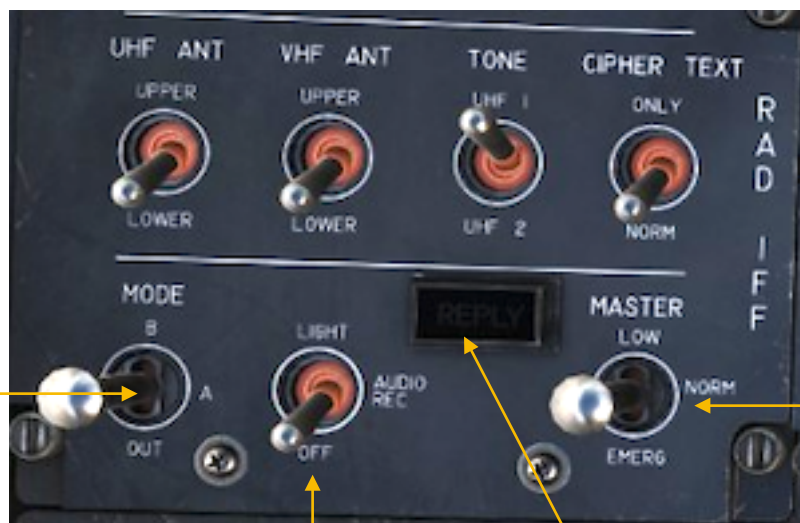 UHF ANT
VHF ANT
TONE
CIPHER TEXT
UPPER
UPPER
UHF 1
ONLY
LOWER
LOWER
UHF 2
NORM
RAD IFF
MODE
B
A
OUT
LIGHT
AUDIO
REC
OFF
REPLY
MASTER
LOW
NORM
EMERG